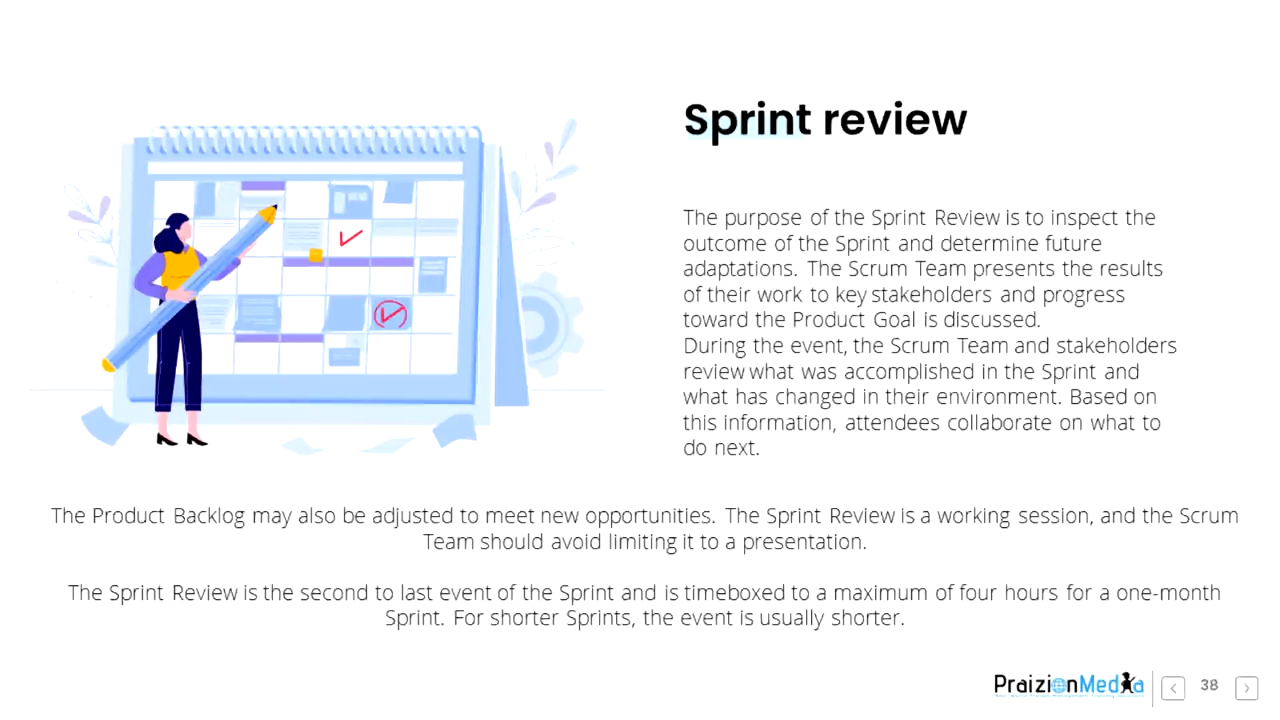 Sprint review
The purpose of the Sprint Review is to inspect the
outcome of the Sprint and determine future
adaptations. The Scrum Team presents the results
of their work to key stakeholders and progress
toward the Product Goal is discussed.
During the event, the Scrum Team and stakeholders
review what was accomplished in the Sprint and
what has changed in their environment. Based on
this information, attendees collaborate on what to
do next.
The Product Backlog may also be adjusted to meet new opportunities. The Sprint Review is a working session, and the Scrum
Team should avoid limiting it to a presentation.
The Sprint Review is the second to last event of the Sprint and is timeboxed to a maximum of four hours for a one-month
Sprint. For shorter Sprints, the event is usually shorter.
PraizionMedia
38